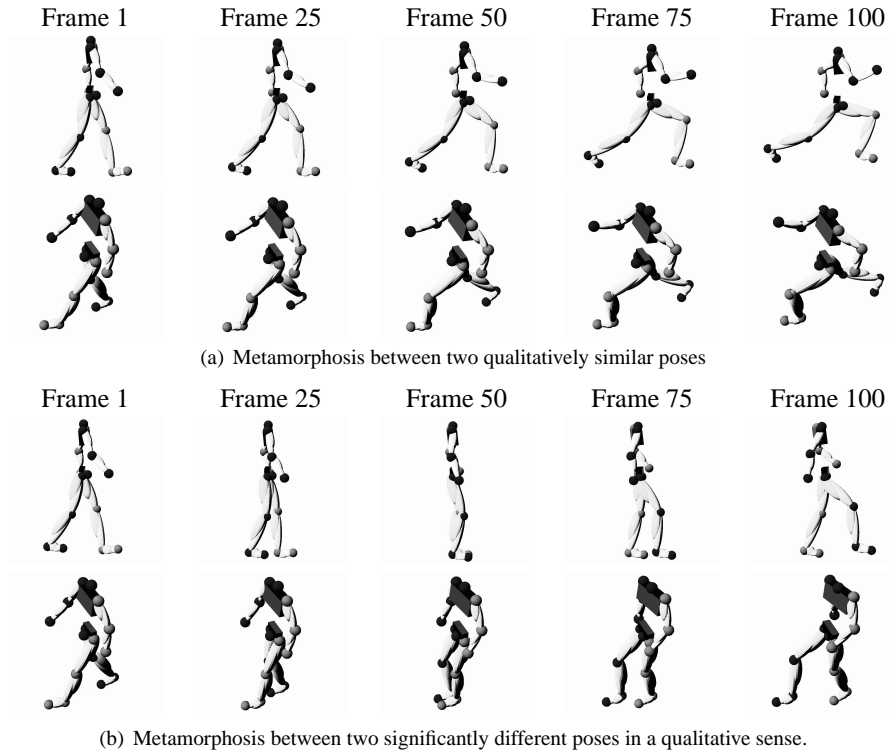 Frame 1 Frame 25 Frame 50 Frame 75 Frame 100
(a) Metamorphosis between two qualitatively similar poses
Frame 1 Frame 25 Frame 50 Frame 75 Frame 100
(b) Metamorphosis between two significantly different poses in a qualitative sense.